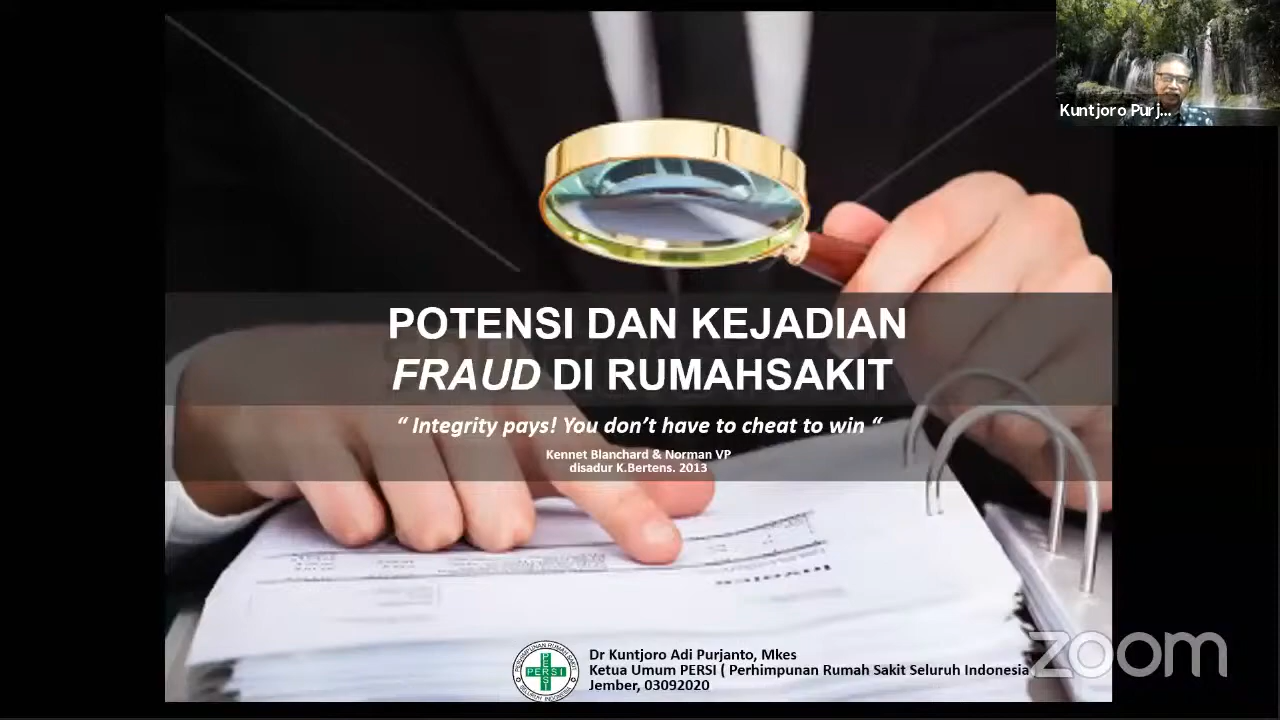 Kuntjoro Purj...
POTENSI DAN KEJADIAN
FRAUD DI RUMAHSAKIT
“ Integrity pays! You don’t have to cheat to win “
Kennet Blanchard & Norman VP
disadur K.Bertens. 2013
Invoice
PERSI
Dr Kuntjoro Adi Purjanto, Mkes
Ketua Umum PERSI ( Perhimpunan Rumah Sakit Seluruh Indonesia
Jember, 03092020
zoom